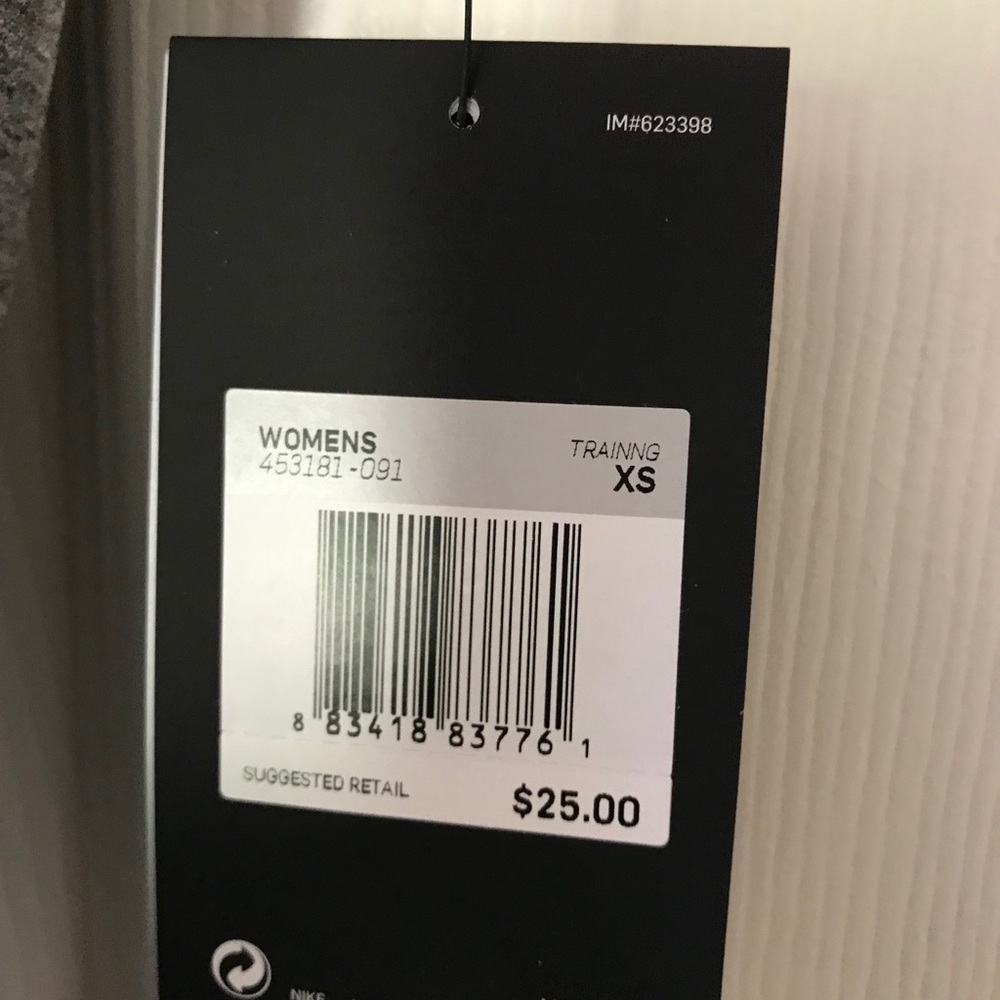 IM#623398
WOMENS
TRAINNG
453181-091
XS
8 83418 83776 1
SUGGESTED RETAIL
$25.00
NIKE